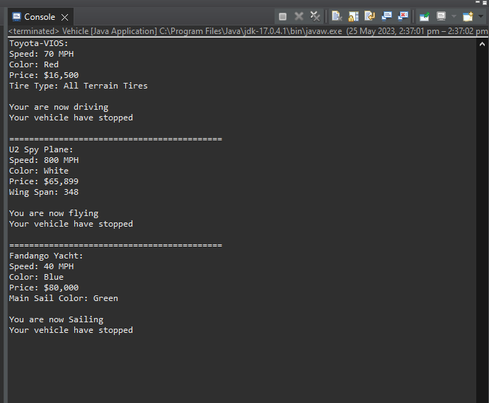 Console
<terminated> Vehicle [Java Application] C:\Program Files\Java\jdk-17.0.4.1\bin\javaw.exe (25 May 2023, 2:37:01 pm – 2:37:02 pm
Toyota-VIOS:
Speed: 70 MPH
Color: Red
Price: $16,500
Tire Type: All Terrain Tires
Your are now driving
Your vehicle have stopped
===========================================
U2 Spy Plane:
Speed: 800 MPH
Color: White
Price: $65,899
Wing Span: 348
You are now flying
Your vehicle have stopped
===========================================
Fandango Yacht:
Speed: 40 MPH
Color: Blue
Price: $80,000
Main Sail Color: Green
You are now Sailing
Your vehicle have stopped